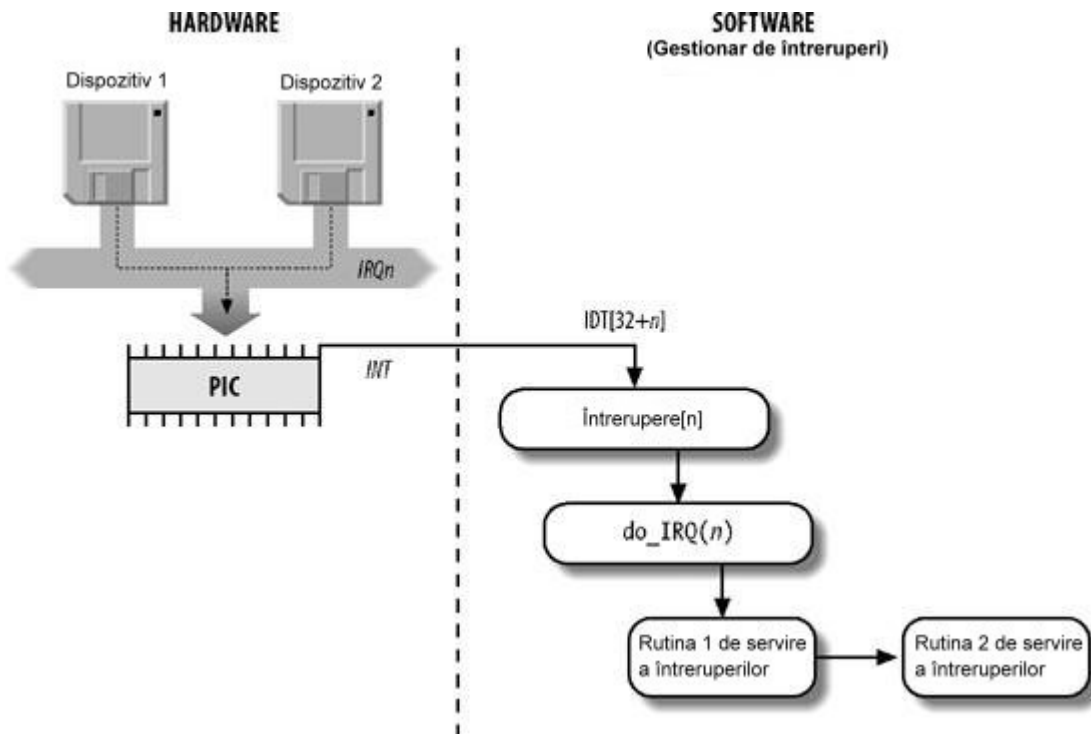 HARDWARE
SOFTWARE
(Gestionar de întreruperi)
Dispozitiv 1
Dispozitiv 2
IRQn
IDT[32+n]
INT
PIC
Întrerupere[n]
do_IRQ(n)
Rutina 1 de servire
a întreruperilor
Rutina 2 de servire
a întreruperilor